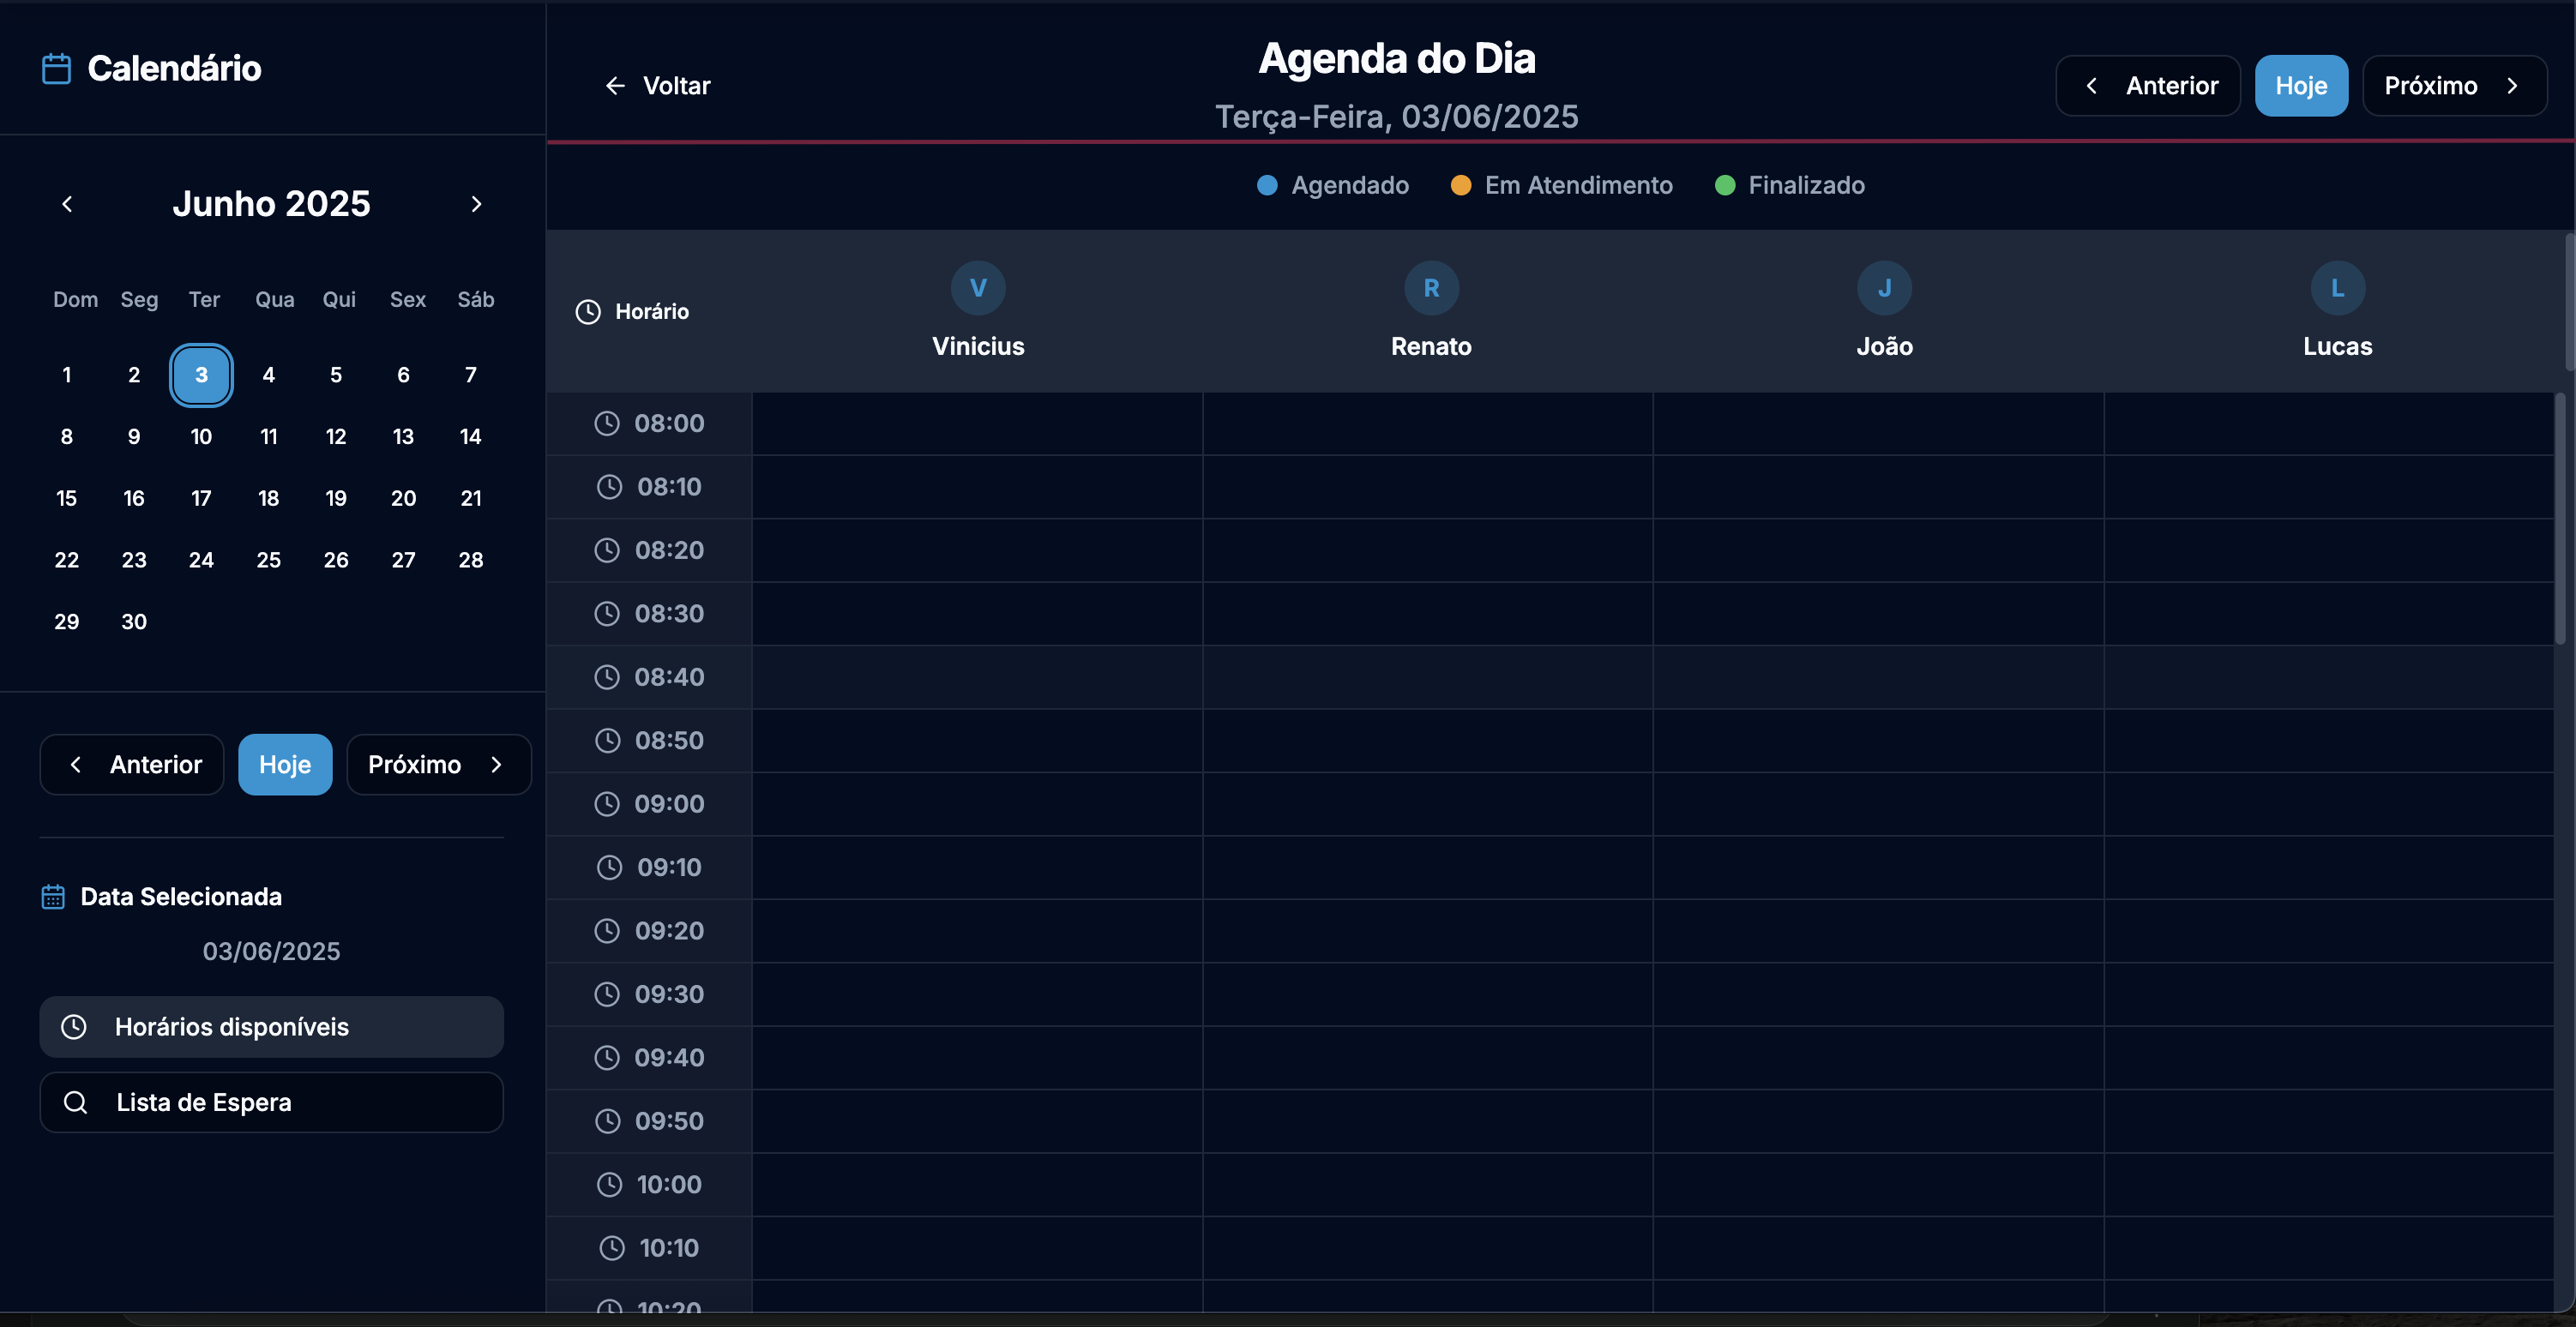 Calendário
Junho 2025
Dom Seg Ter Qua Qui Sex Sáb
1 2 3 4 5 6 7
8 9 10 11 12 13 14
15 16 17 18 19 20 21
22 23 24 25 26 27 28
29 30
Anterior Hoje Próximo
Data Selecionada
03/06/2025
Horários disponíveis
Lista de Espera
Voltar
Agenda do Dia
Terça-Feira, 03/06/2025
Anterior Hoje Próximo
Agendado Em Atendimento Finalizado
Horário
V R J L
Vinicius Renato João Lucas
08:00
08:10
08:20
08:30
08:40
08:50
09:00
09:10
09:20
09:30
09:40
09:50
10:00
10:10
10:20